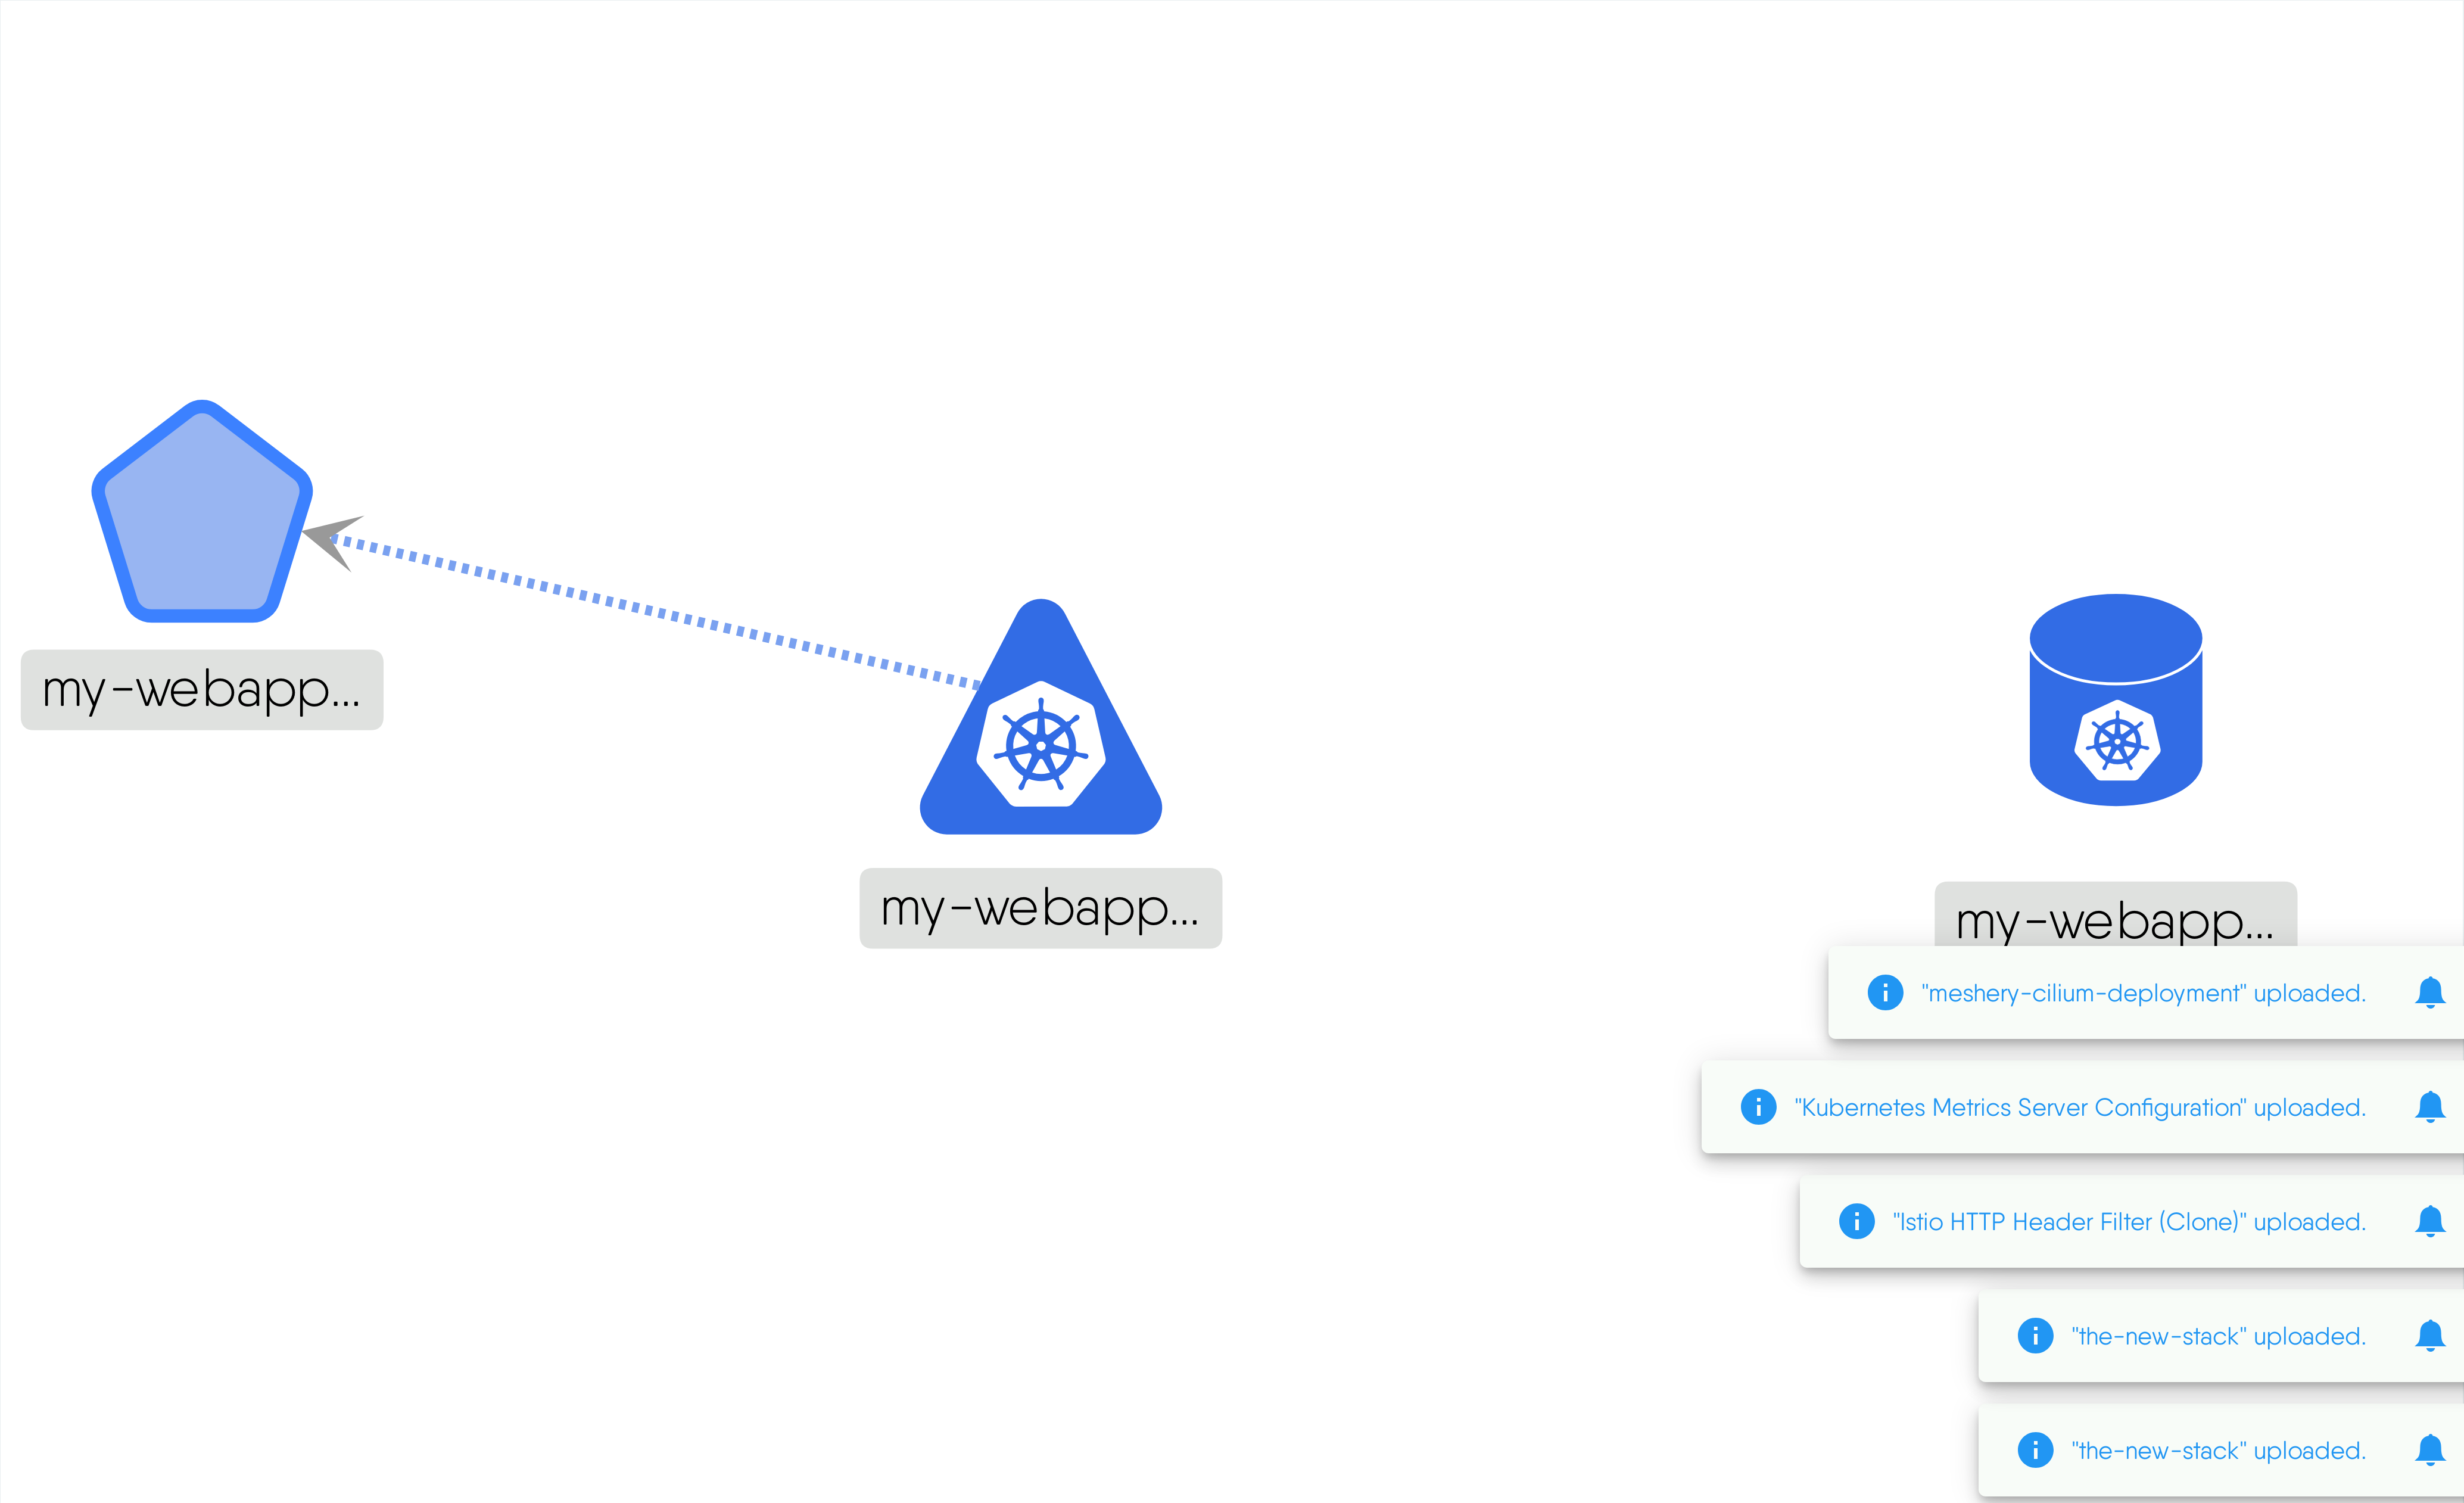 my-webapp...
my-webapp...
my-webapp...
"meshery-cilium-deployment" uploaded.
"Kubernetes Metrics Server Configuration" uploaded.
"Istio HTTP Header Filter (Clone)" uploaded.
"the-new-stack" uploaded.
"the-new-stack" uploaded.